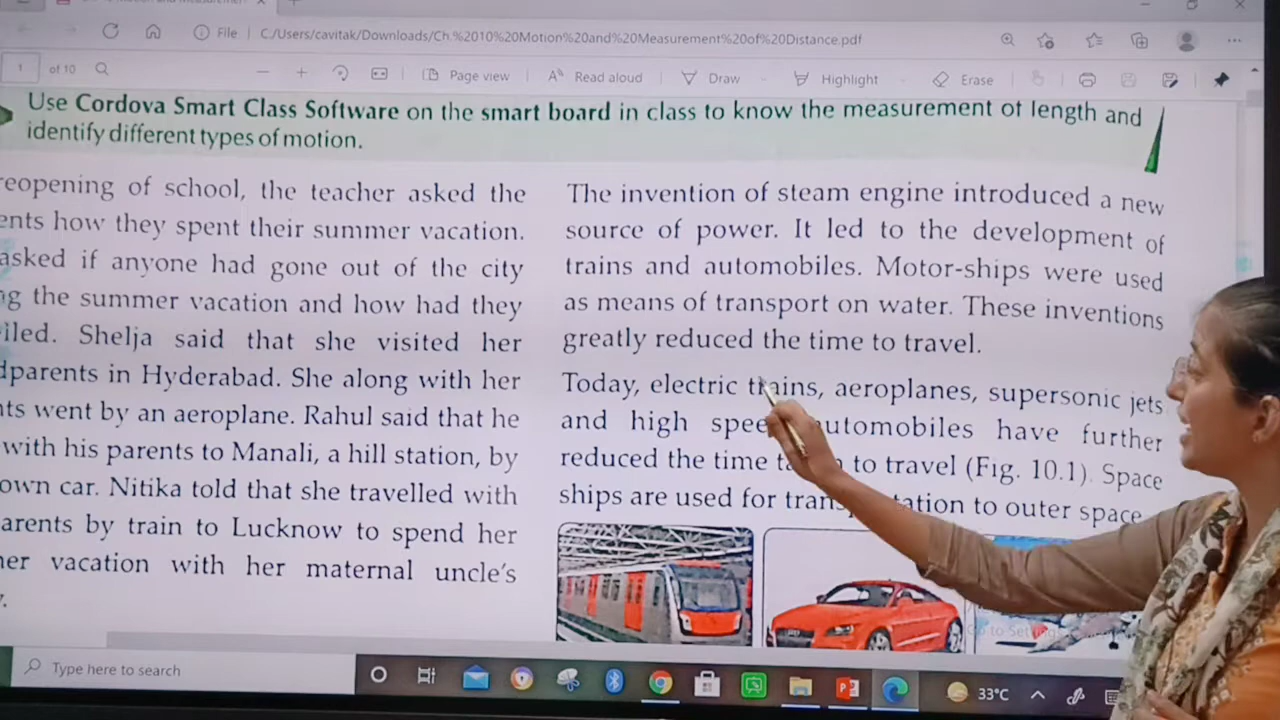 File
C:/Users/cavitak/Downloads/Ch.%2010%20Motion%20and%20Measurement%20of%20Distance.pdf
1 of 10
Page view
Read aloud
Draw
Highlight
Erase
Use Cordova Smart Class Software on the smart board in class to know the measurement of length and
identify different types of motion.
reopening of school, the teacher asked the
ents how they spent their summer vacation.
asked if anyone had gone out of the city
ng the summer vacation and how had they
Shelja said that she visited her
dparents in Hyderabad. She along with her
nts went by an aeroplane. Rahul said that he
with his parents to Manali, a hill station, by
own car. Nitika told that she travelled with
arents by train to Lucknow to spend her
ner vacation with her maternal uncle's
The invention of steam engine introduced a new
source of power. It led to the development of
trains and automobiles. Motor-ships were used
as means of transport on water. These inventions
greatly reduced the time to travel.
Today, electric trains, aeroplanes, supersonic jets
and high spee utomobiles have further
reduced the time to travel (Fig. 10.1). Space
ships are used for tran tation to outer space
Type here to search
33°C